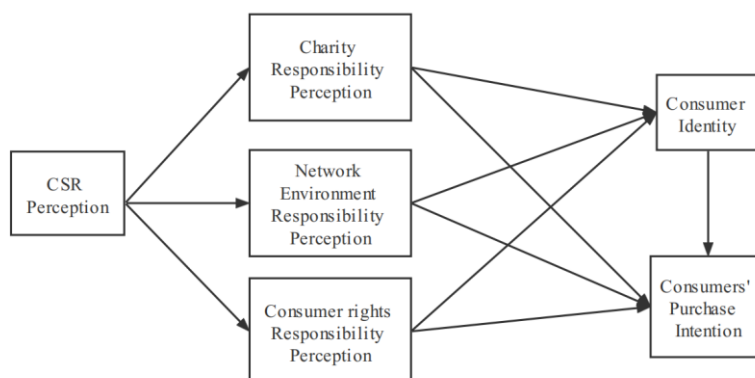 Charity
Responsibility
Perception
Consumer
Identity
CSR
Perception
Network
Environment
Responsibility
Perception
Consumers'
Purchase
Intention
Consumer rights
Responsibility
Perception